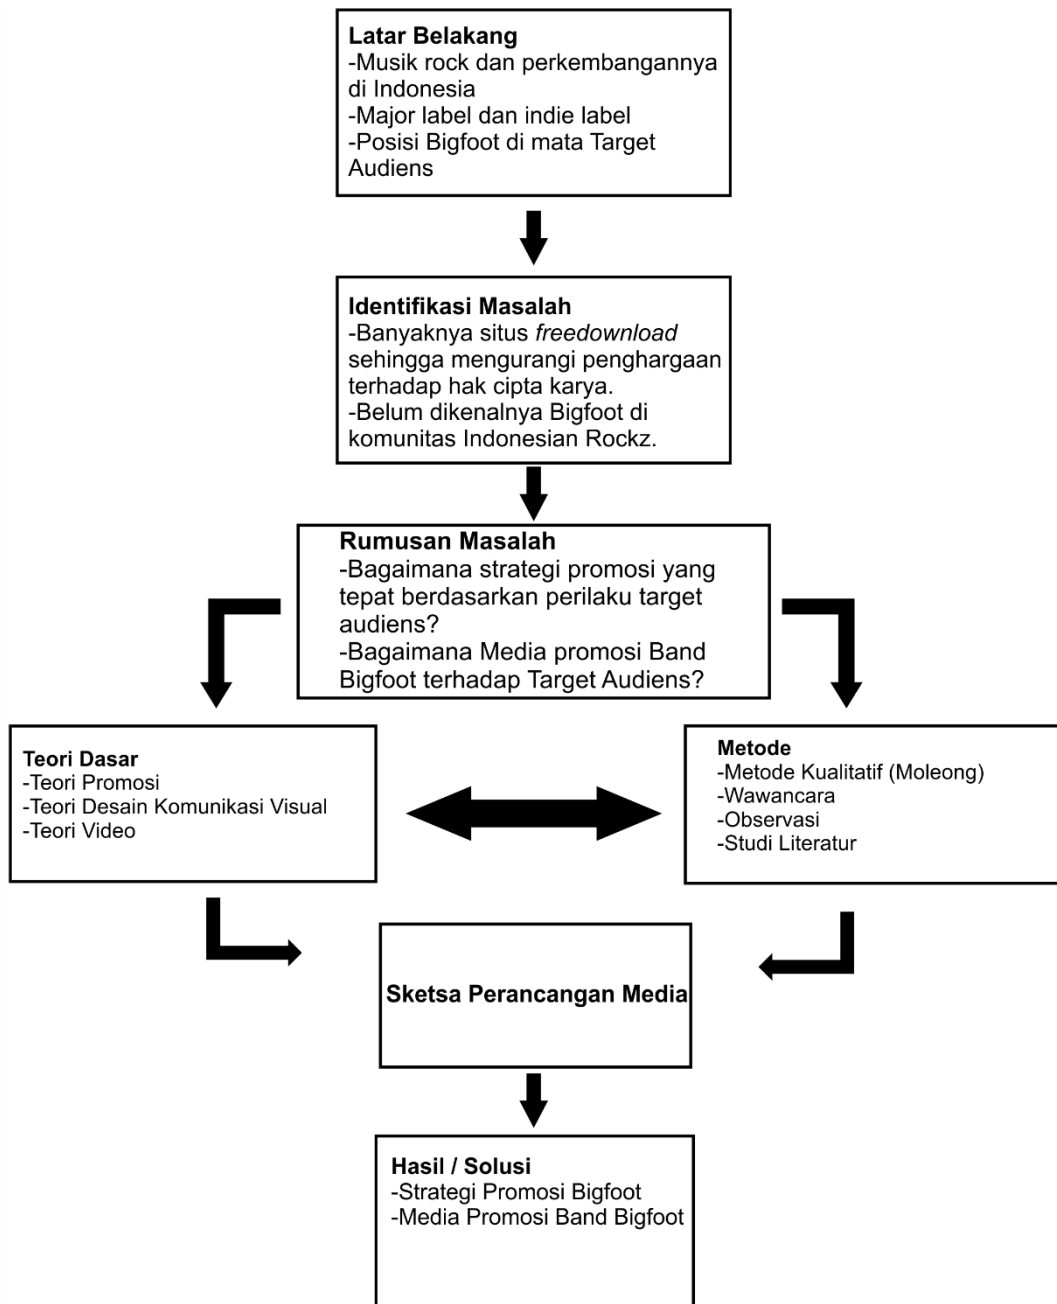 Latar Belakang
-Musik rock dan perkembangannya
di Indonesia
-Major label dan indie label
-Posisi Bigfoot di mata Target
Audiens
Identifikasi Masalah
-Banyaknya situs freedownload
sehingga mengurangi penghargaan
terhadap hak cipta karya.
-Belum dikenalnya Bigfoot di
komunitas Indonesian Rockz.
Rumusan Masalah
-Bagaimana strategi promosi yang
tepat berdasarkan perilaku target
audiens?
-Bagaimana Media promosi Band
Bigfoot terhadap Target Audiens?
Teori Dasar
-Teori Promosi
-Teori Desain Komunikasi Visual
-Teori Video
Metode
-Metode Kualitatif (Moleong)
-Wawancara
-Observasi
-Studi Literatur
Sketsa Perancangan Media
Hasil / Solusi
-Strategi Promosi Bigfoot
-Media Promosi Band Bigfoot